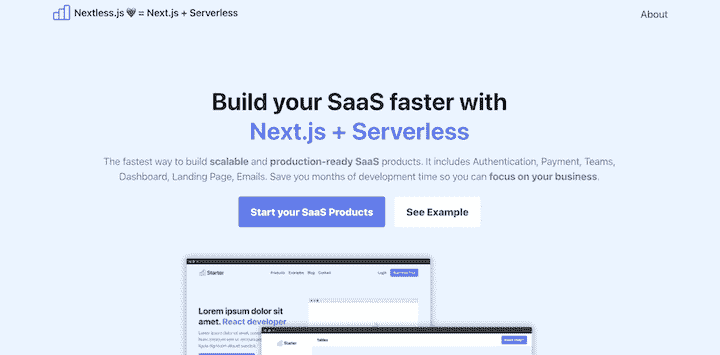 Nextless.js 🖤 = Next.js + Serverless
About
Build your SaaS faster with
Next.js + Serverless
The fastest way to build scalable and production-ready SaaS products. It includes Authentication, Payment, Teams,
Dashboard, Landing Page, Emails. Save you months of development time so you can focus on your business.
Start your SaaS Products
See Example
Starter
Products Examples Blog Contact
Login
Lorem ipsum dolor sit
amet. React developer
Starter
Tables